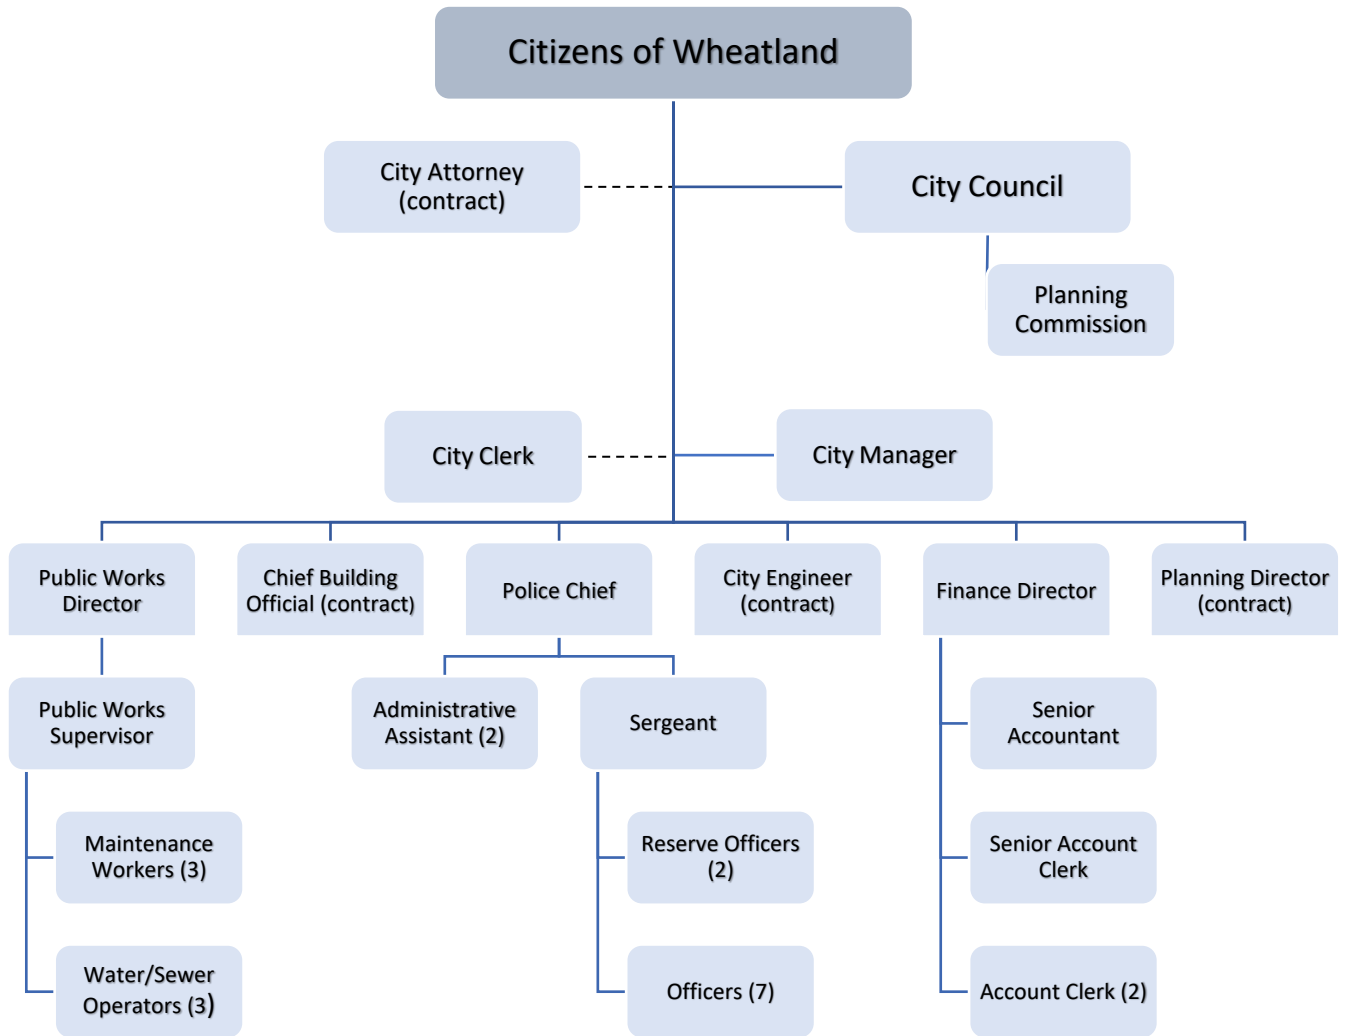 Citizens of Wheatland
City Attorney
(contract)
City Council
Planning
Commission
City Clerk
City Manager
Public Works
Director
Chief Building
Official (contract)
Police Chief
City Engineer
(contract)
Finance Director
Planning Director
(contract)
Public Works
Supervisor
Administrative
Assistant (2)
Sergeant
Senior
Accountant
Maintenance
Workers (3)
Reserve Officers
(2)
Senior Account
Clerk
Water/Sewer
Operators (3)
Officers (7)
Account Clerk (2)